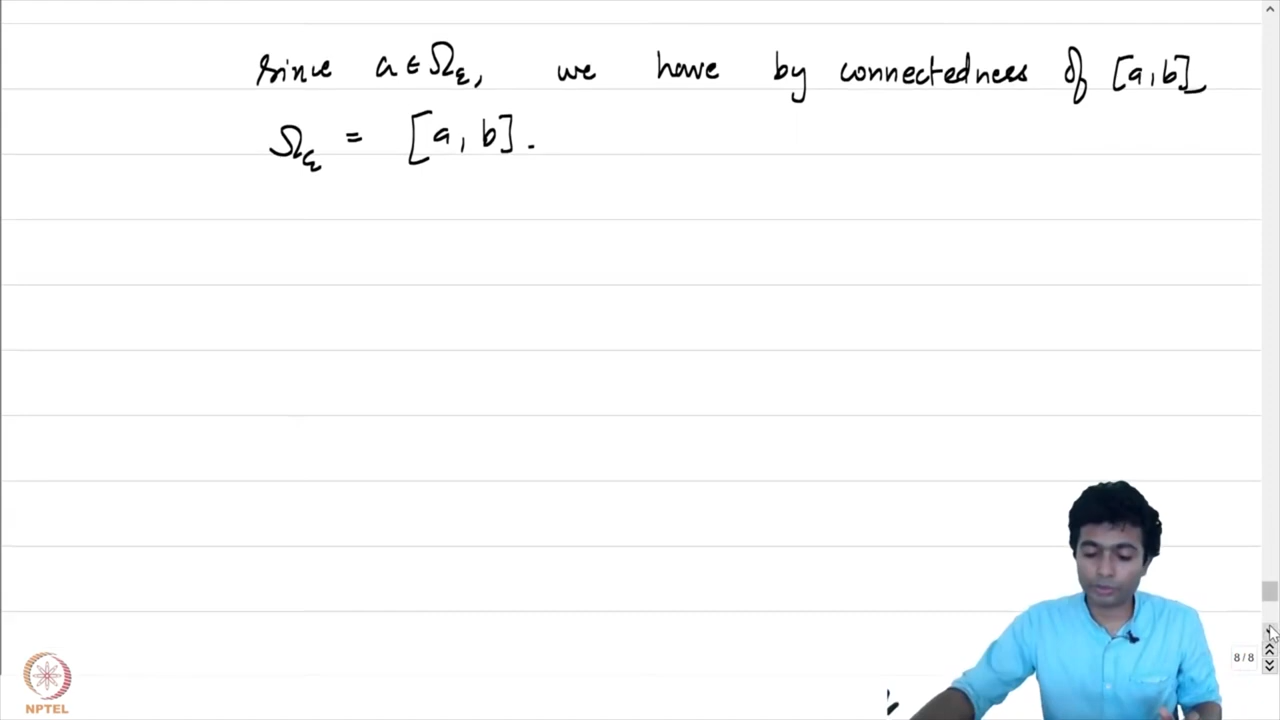 since a ∈ Ω_ε, we have by connectedness of [a, b]
Ω_ε = [a, b].
8 / 8
NPTEL